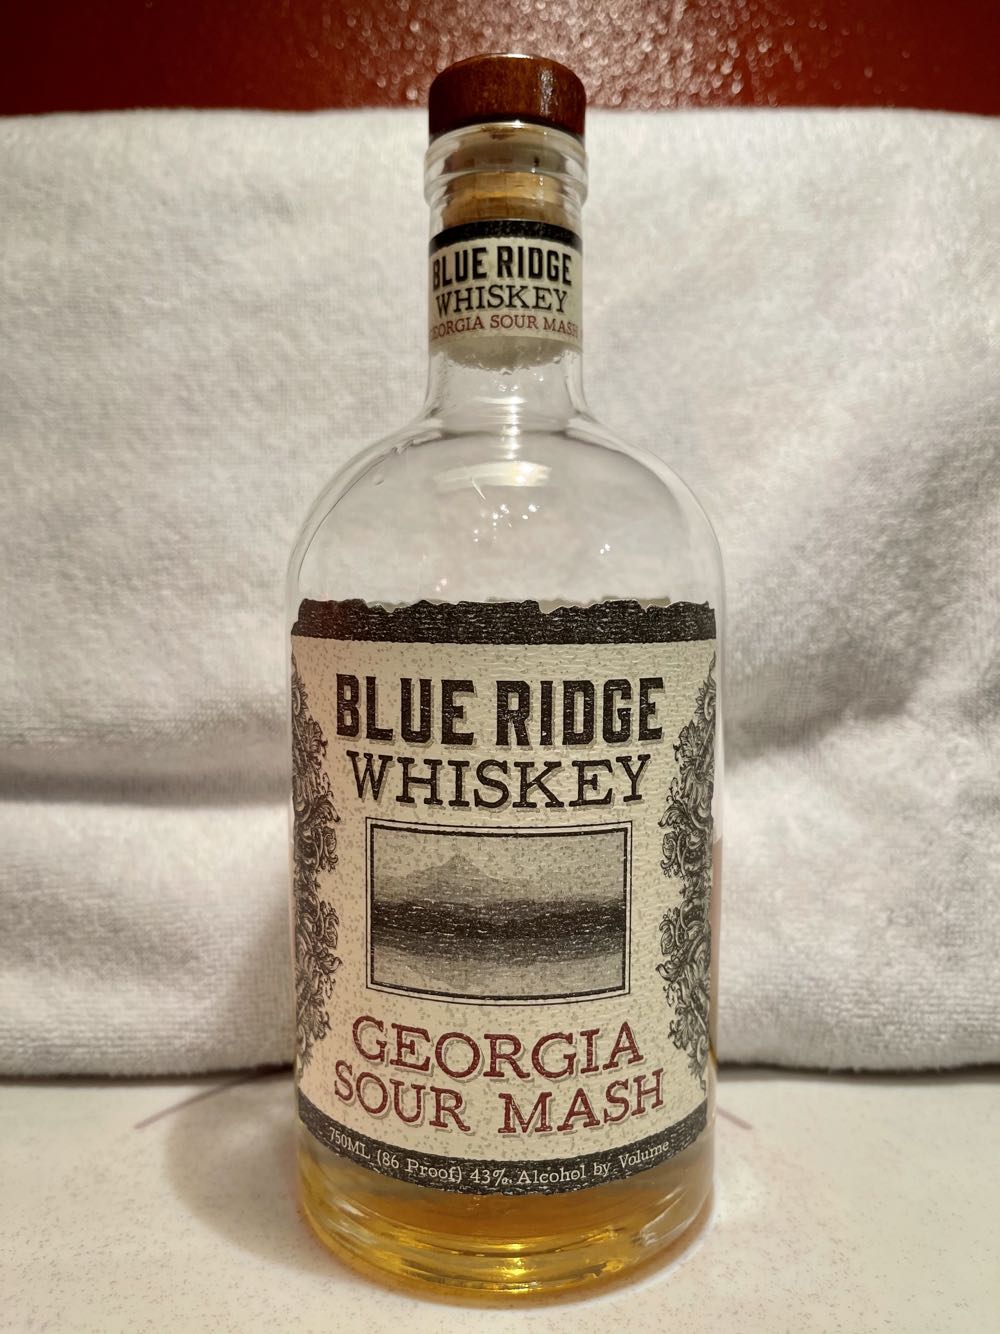 BLUE RIDGE
WHISKEY
GEORGIA SOUR MASH
BLUE RIDGE
WHISKEY
GEORGIA
SOUR MASH
750ML (86 Proof) 43% Alcohol by Volume